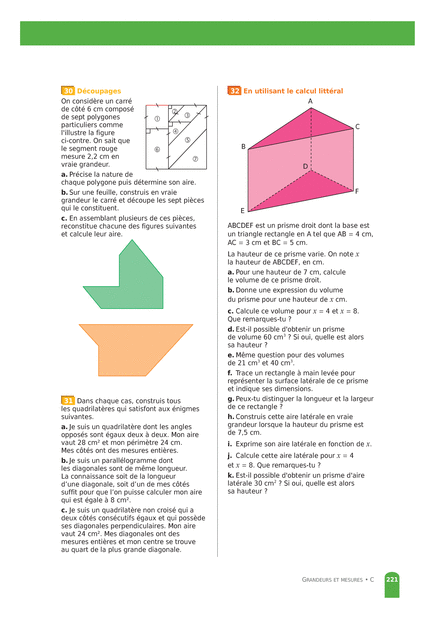 30 Découpages
On considère un carré
de côté 6 cm composé
de sept polygones
particuliers comme
l'illustre la figure
ci-contre. On sait que
le segment rouge
mesure 2,2 cm en
vraie grandeur.
① ② ③ ④ ⑤ ⑥ ⑦
a. Précise la nature de
chaque polygone puis détermine son aire.
b. Sur une feuille, construis en vraie
grandeur le carré et découpe les sept pièces
qui le constituent.
c. En assemblant plusieurs de ces pièces,
reconstitue chacune des figures suivantes
et calcule leur aire.
31 Dans chaque cas, construis tous
les quadrilatères qui satisfont aux énigmes
suivantes.
a. Je suis un quadrilatère dont les angles
opposés sont égaux deux à deux. Mon aire
vaut 28 cm² et mon périmètre 24 cm.
Mes côtés ont des mesures entières.
b. Je suis un parallélogramme dont
les diagonales sont de même longueur.
La connaissance soit de la longueur
d'une diagonale, soit d'un de mes côtés
suffit pour que l'on puisse calculer mon aire
qui est égale à 8 cm².
c. Je suis un quadrilatère non croisé qui a
deux côtés consécutifs égaux et qui possède
ses diagonales perpendiculaires. Mon aire
vaut 24 cm². Mes diagonales ont des
mesures entières et mon centre se trouve
au quart de la plus grande diagonale.
32 En utilisant le calcul littéral
A
C
B
D
F
E
ABCDEF est un prisme droit dont la base est
un triangle rectangle en A tel que AB = 4 cm,
AC = 3 cm et BC = 5 cm.
La hauteur de ce prisme varie. On note x
la hauteur de ABCDEF, en cm.
a. Pour une hauteur de 7 cm, calcule
le volume de ce prisme droit.
b. Donne une expression du volume
du prisme pour une hauteur de x cm.
c. Calcule ce volume pour x = 4 et x = 8.
Que remarques-tu ?
d. Est-il possible d'obtenir un prisme
de volume 60 cm³ ? Si oui, quelle est alors
sa hauteur ?
e. Même question pour des volumes
de 21 cm³ et 40 cm³.
f. Trace un rectangle à main levée pour
représenter la surface latérale de ce prisme
et indique ses dimensions.
g. Peux-tu distinguer la longueur et la largeur
de ce rectangle ?
h. Construis cette aire latérale en vraie
grandeur lorsque la hauteur du prisme est
de 7,5 cm.
i. Exprime son aire latérale en fonction de x.
j. Calcule cette aire latérale pour x = 4
et x = 8. Que remarques-tu ?
k. Est-il possible d'obtenir un prisme d'aire
latérale 30 cm² ? Si oui, quelle est alors
sa hauteur ?
GRANDEURS ET MESURES • C 221